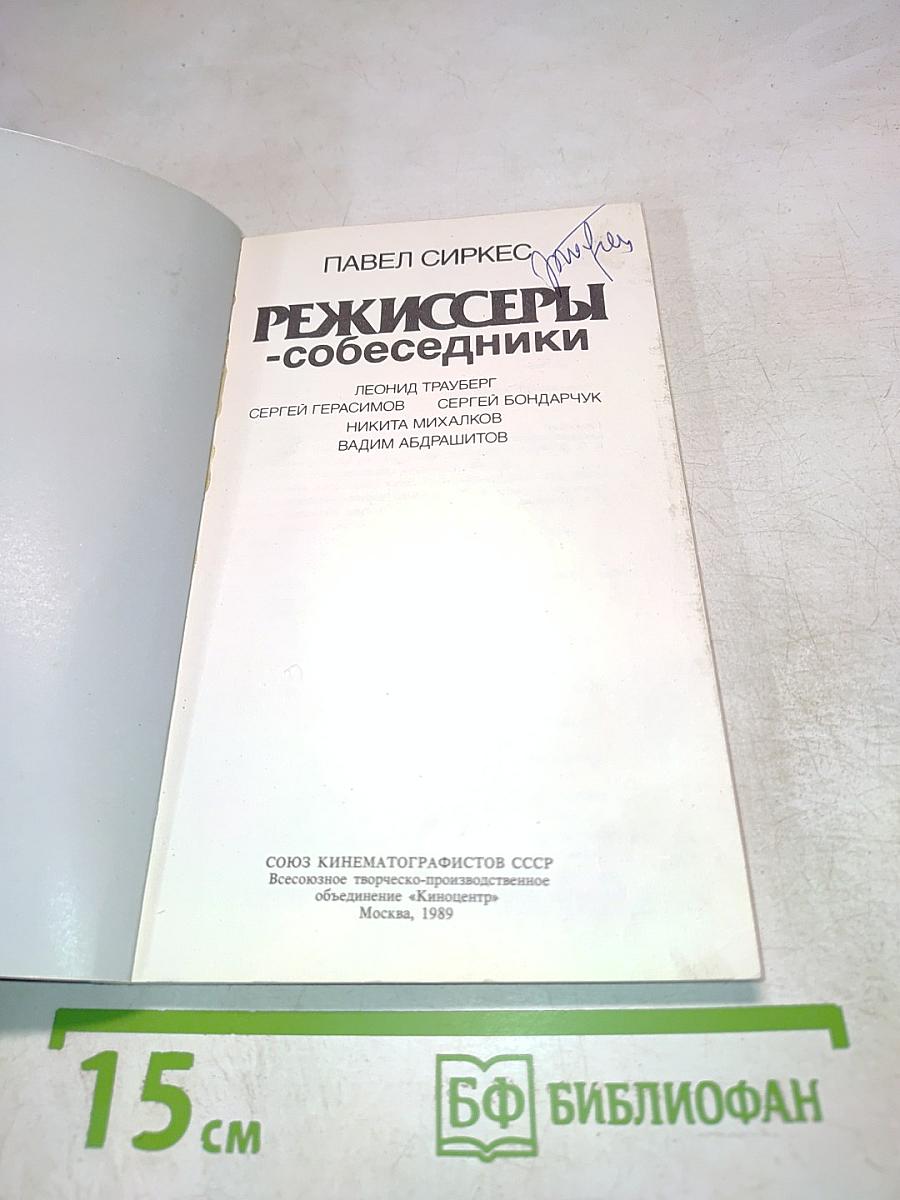 ПАВЕЛ СИРКЕС
РЕЖИССЕРЫ
-собеседники
ЛЕОНИД ТРАУБЕРГ
СЕРГЕЙ ГЕРАСИМОВ СЕРГЕЙ БОНДАРЧУК
НИКИТА МИХАЛКОВ
ВАДИМ АБДРАШИТОВ
СОЮЗ КИНЕМАТОГРАФИСТОВ СССР
Всесоюзное творческо-производственное
объединение «Киноцентр»
Москва, 1989
15 см
БФ БИБЛИОФАН